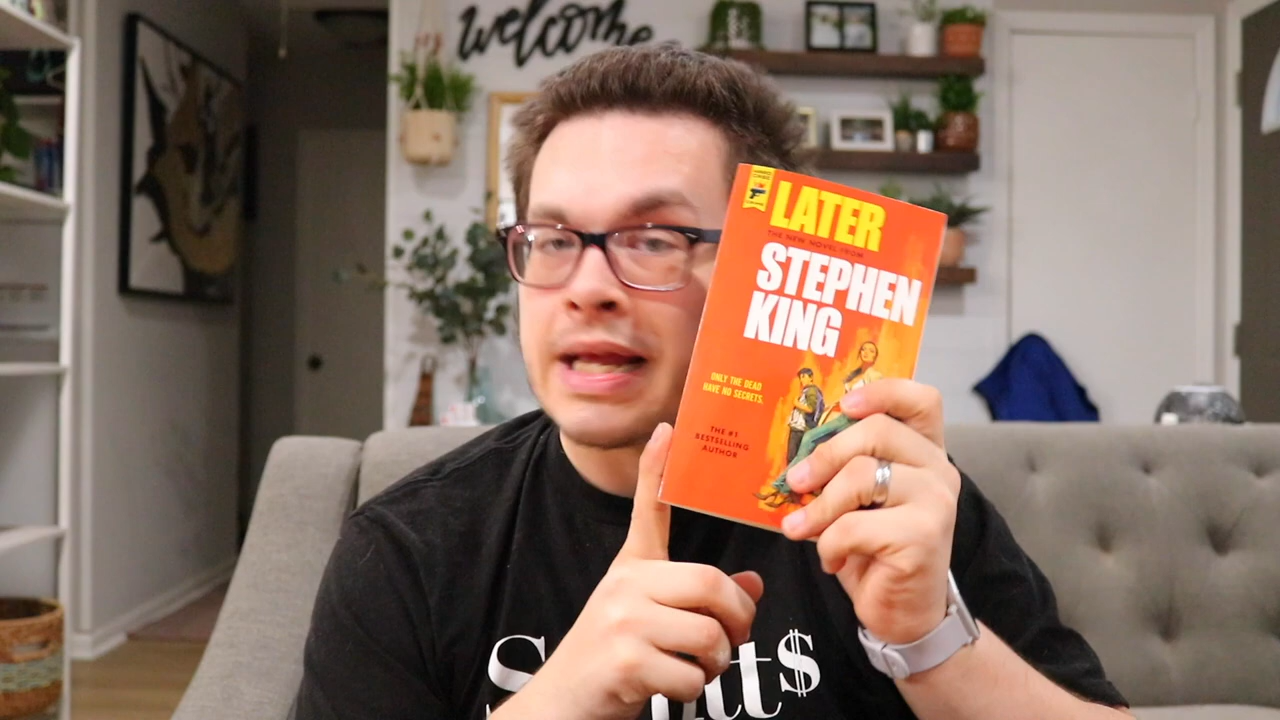 welcome
LATER
THE NEW NOVEL FROM
STEPHEN
KING
ONLY THE DEAD
HAVE NO SECRETS.
THE #1
BESTSELLING
AUTHOR